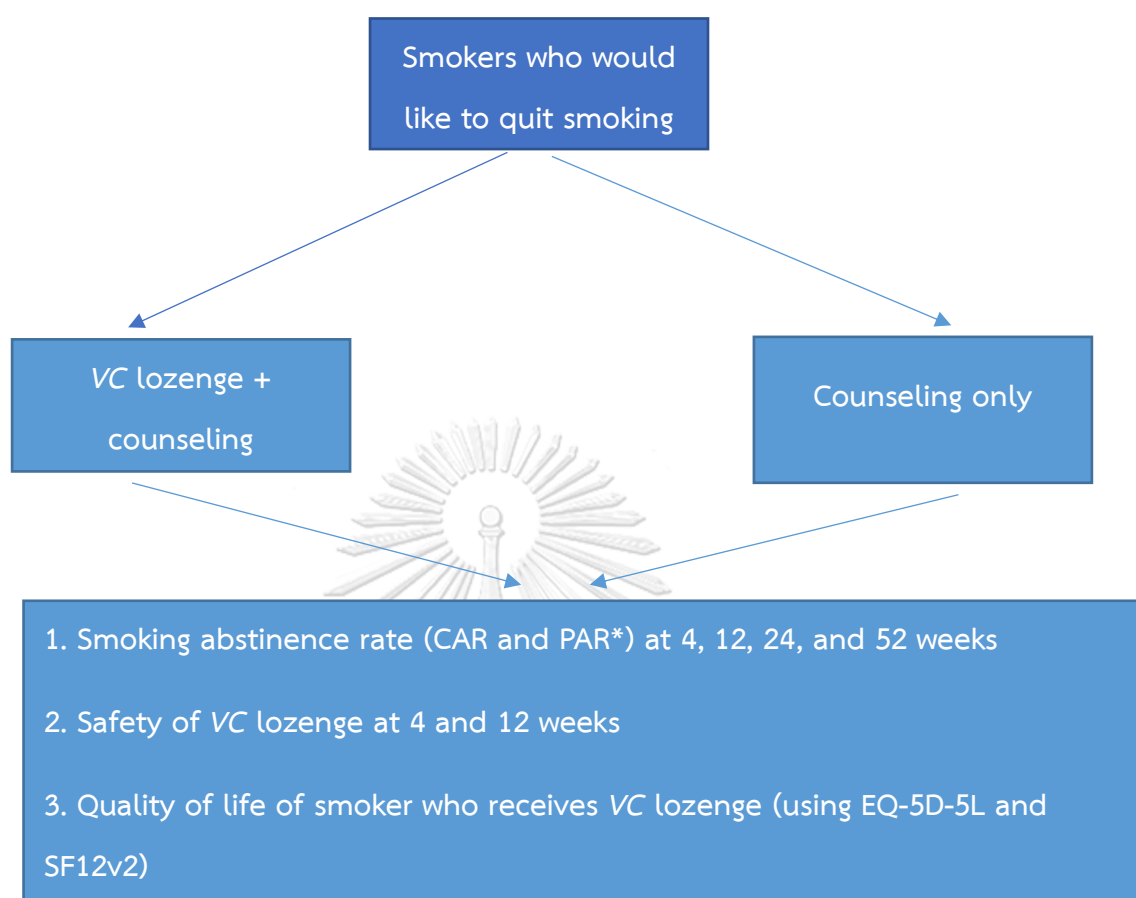 Smokers who would
like to quit smoking
VC lozenge +
counseling
Counseling only
1. Smoking abstinence rate (CAR and PAR*) at 4, 12, 24, and 52 weeks
2. Safety of VC lozenge at 4 and 12 weeks
3. Quality of life of smoker who receives VC lozenge (using EQ-5D-5L and
SF12v2)